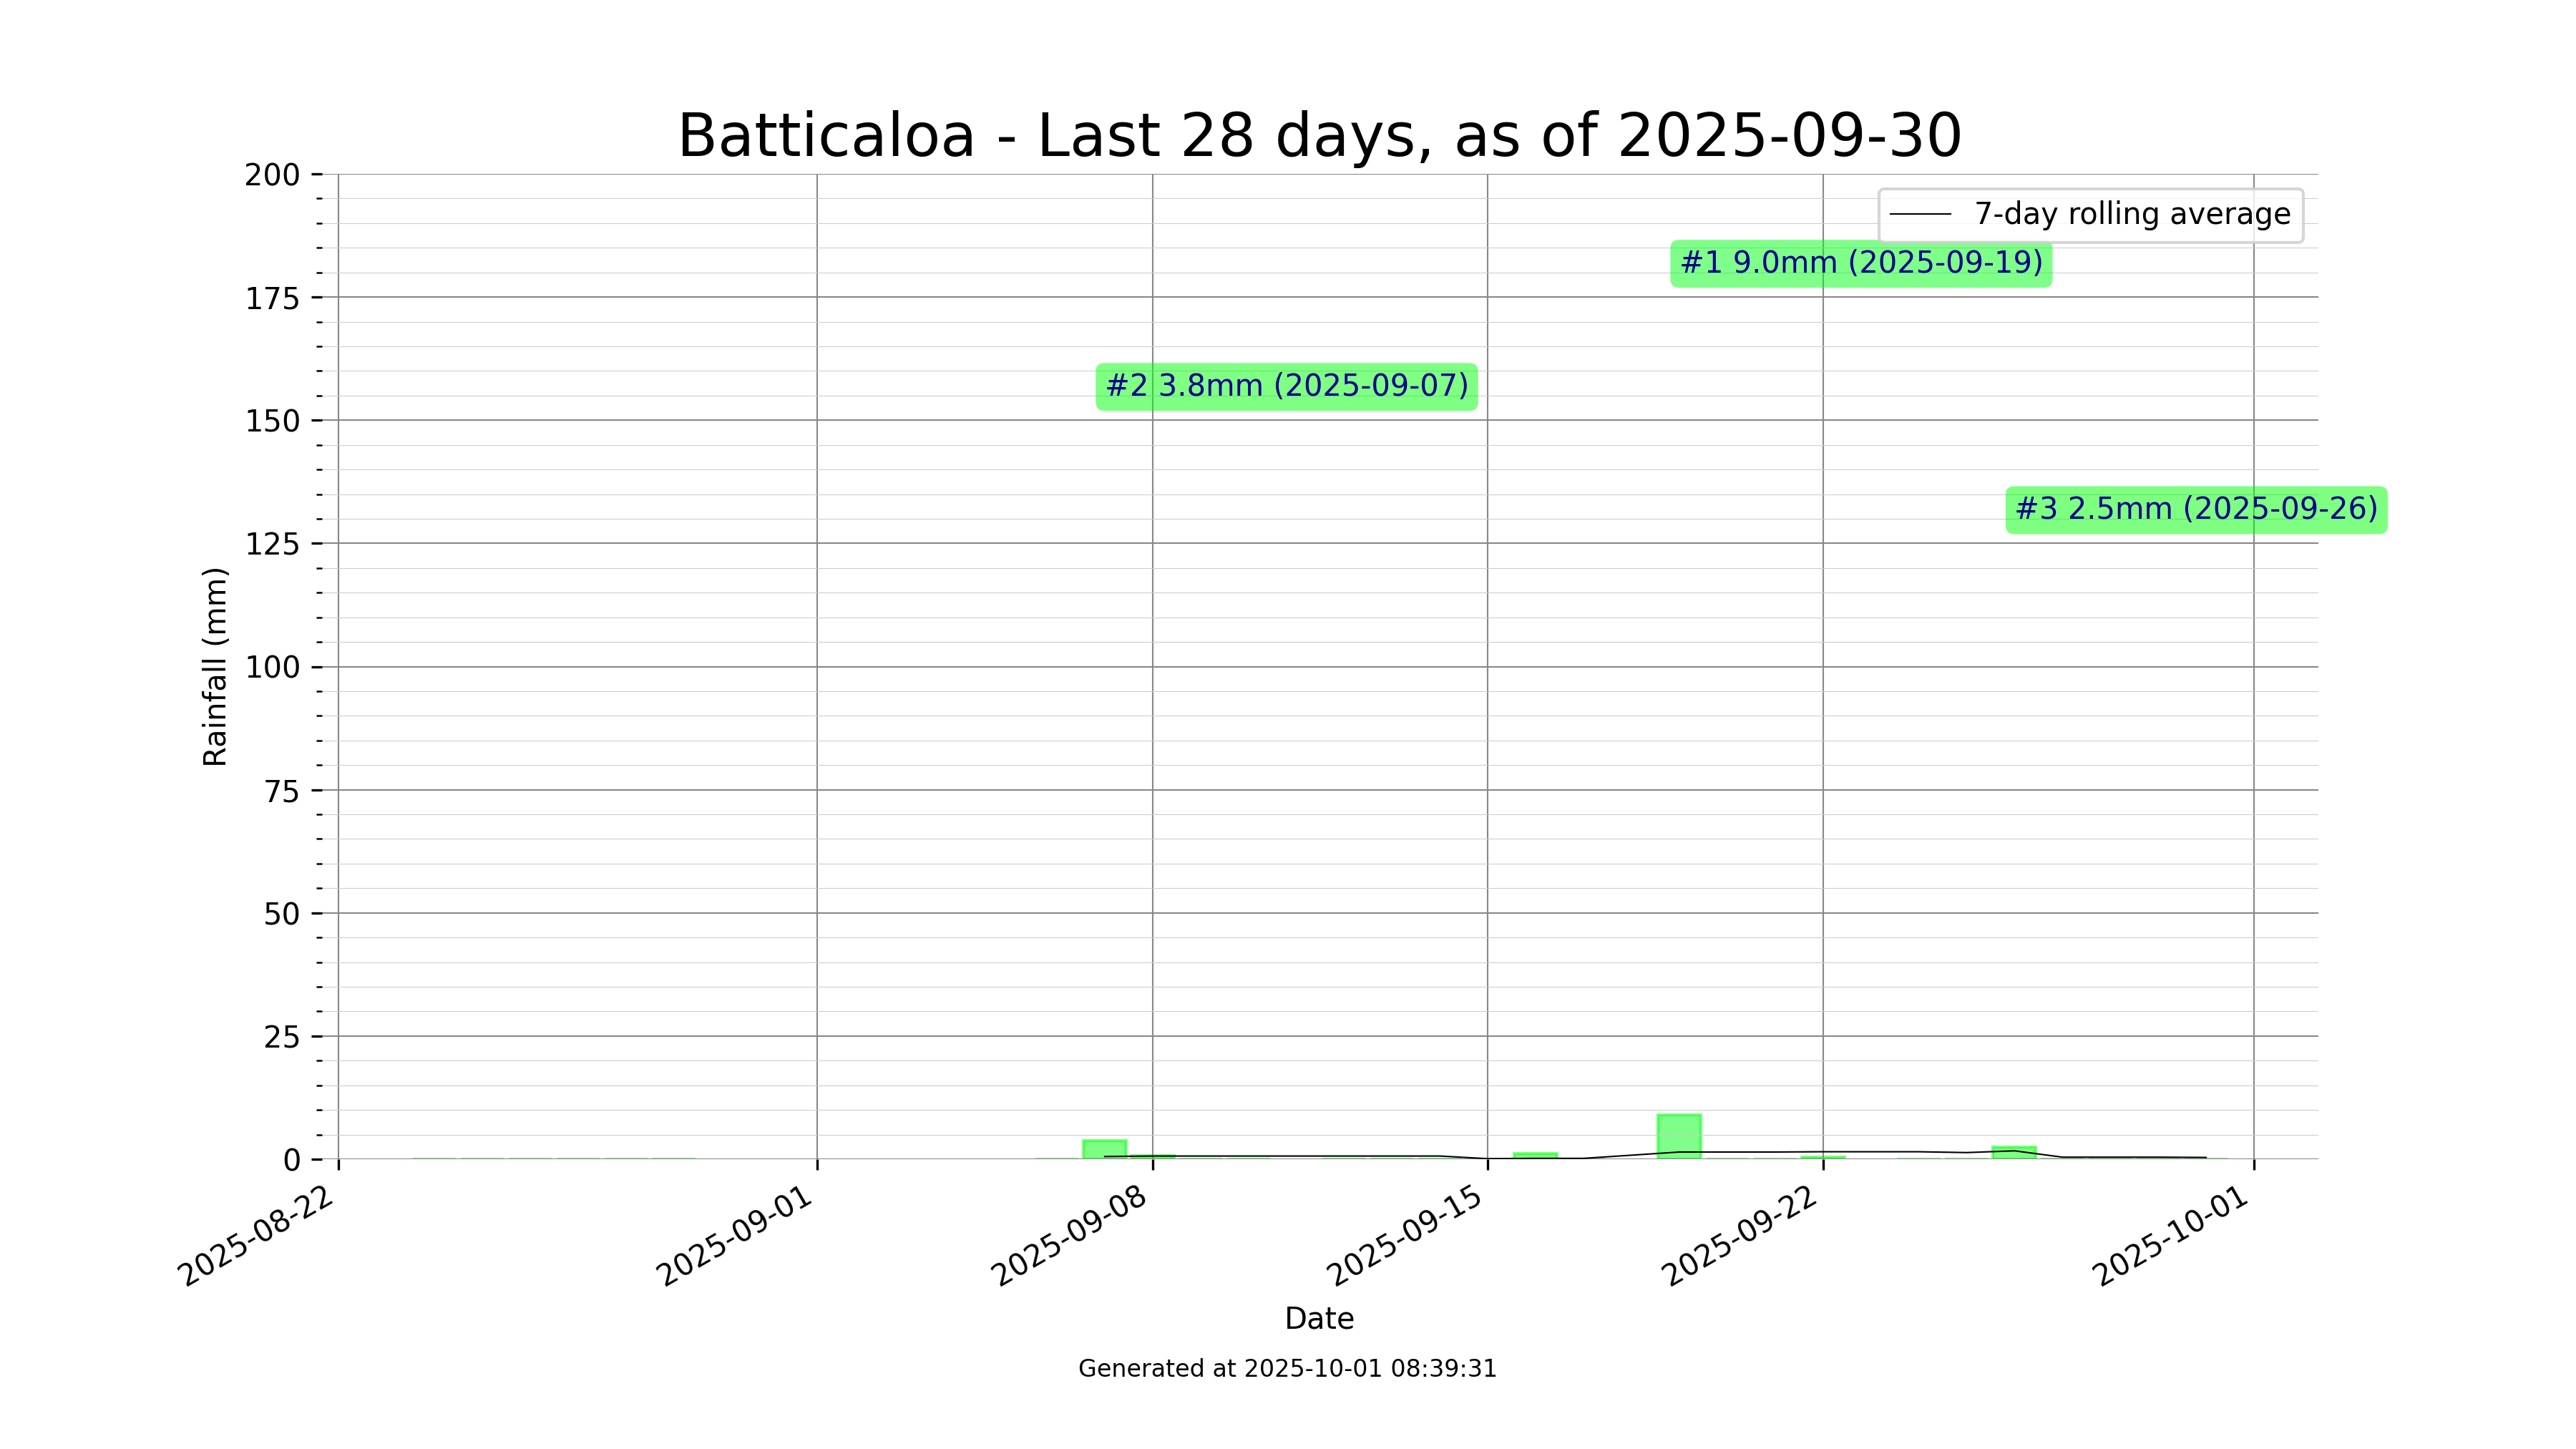 Batticaloa - Last 28 days, as of 2025-09-30
200
175
150
125
100
75
50
25
0
Rainfall (mm)
7-day rolling average
#1 9.0mm (2025-09-19)
#2 3.8mm (2025-09-07)
#3 2.5mm (2025-09-26)
2025-08-22
2025-09-01
2025-09-08
2025-09-15
2025-09-22
2025-10-01
Date
Generated at 2025-10-01 08:39:31